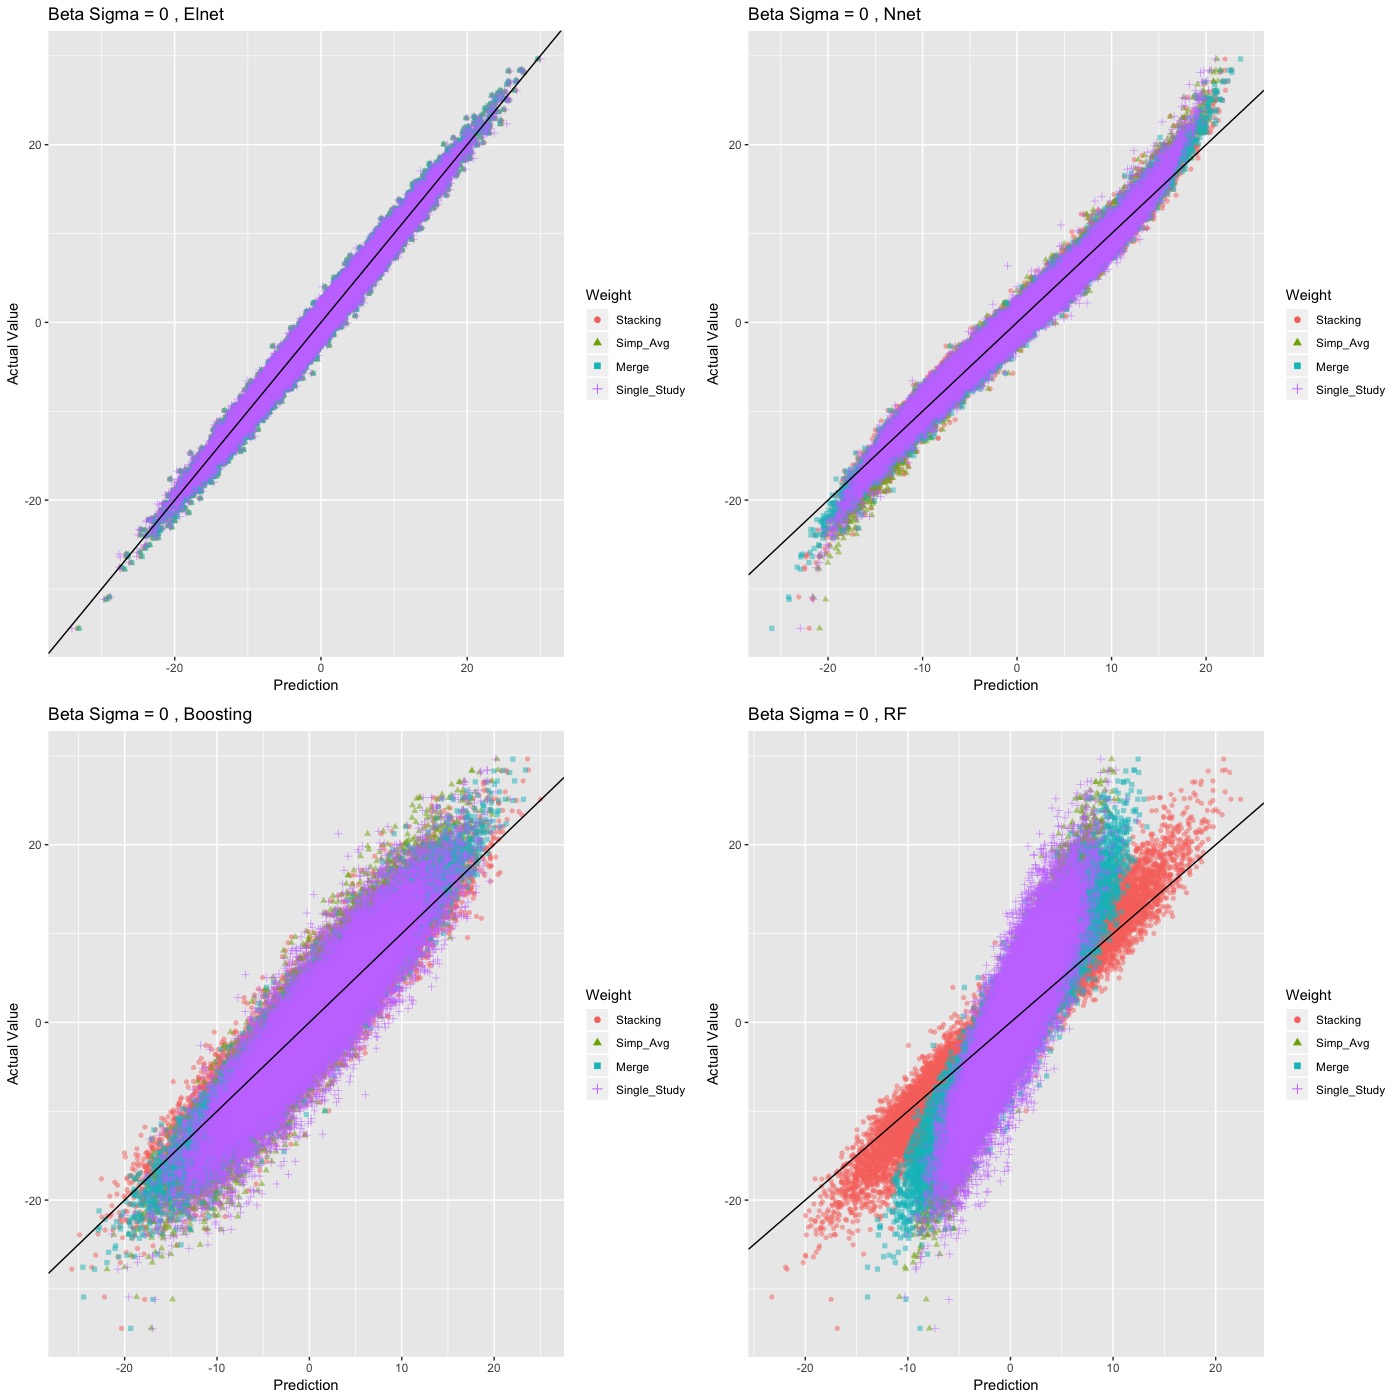 Beta Sigma = 0 , Elnet
Actual Value
20
0
-20
-20
0
20
Prediction
Weight
Stacking
Simp_Avg
Merge
Single_Study
Beta Sigma = 0 , Nnet
Actual Value
20
0
-20
-20
-10
0
10
20
Prediction
Weight
Stacking
Simp_Avg
Merge
Single_Study
Beta Sigma = 0 , Boosting
Actual Value
20
0
-20
-20
-10
0
10
20
Prediction
Weight
Stacking
Simp_Avg
Merge
Single_Study
Beta Sigma = 0 , RF
Actual Value
20
0
-20
-20
-10
0
10
20
Prediction
Weight
Stacking
Simp_Avg
Merge
Single_Study